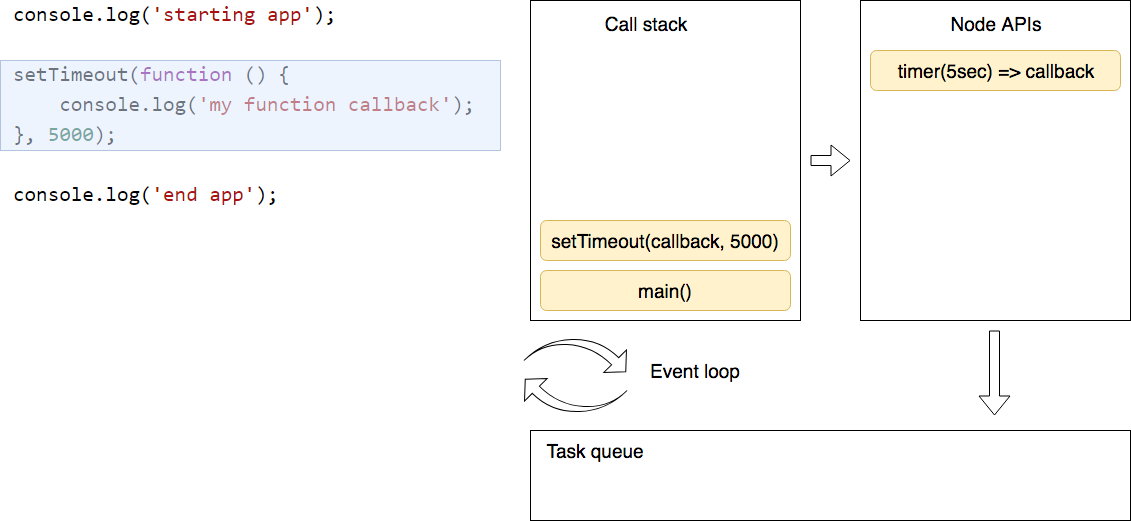 console.log('starting app');
setTimeout(function () {
    console.log('my function callback');
}, 5000);
console.log('end app');
Call stack
setTimeout(callback, 5000)
main()
Node APIs
timer(5sec) => callback
Event loop
Task queue